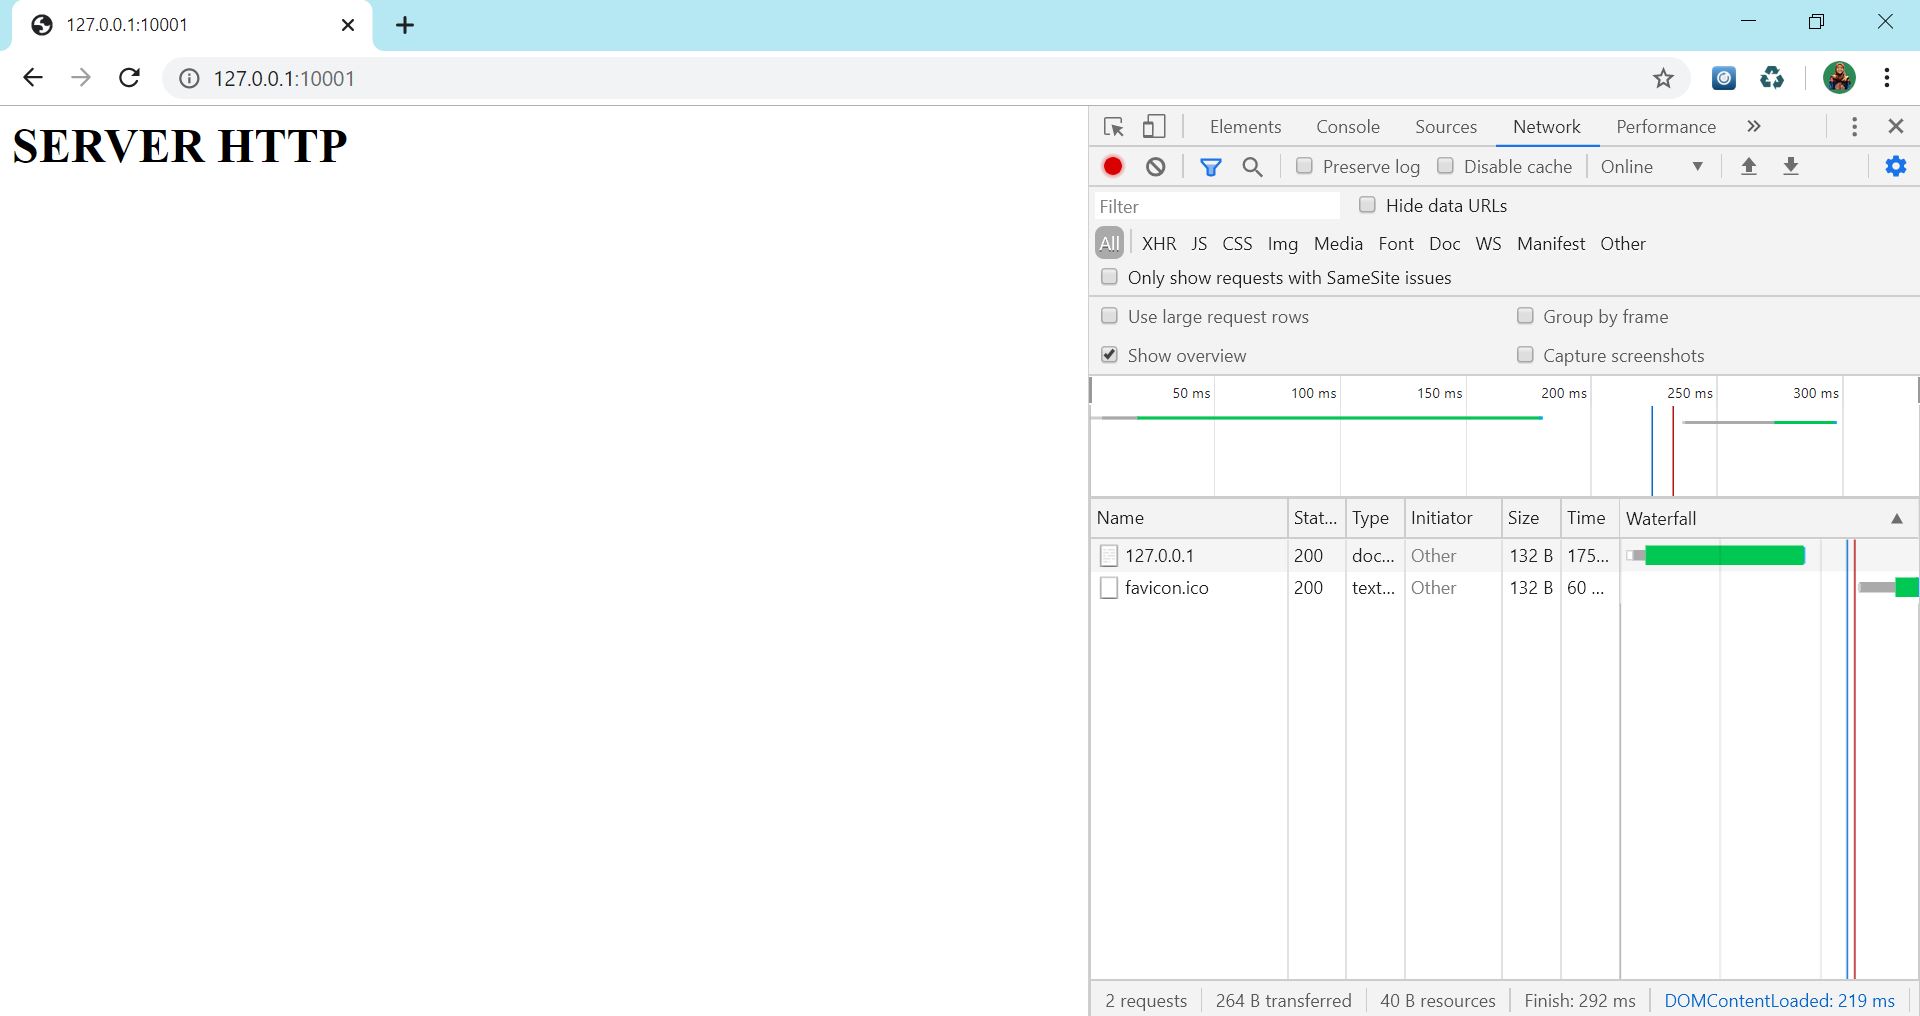 127.0.0.1:10001
127.0.0.1:10001
SERVER HTTP
Elements Console Sources Network Performance
Preserve log Disable cache Online
Filter Hide data URLs
All XHR JS CSS Img Media Font Doc WS Manifest Other
Only show requests with SameSite issues
Use large request rows Group by frame
Show overview Capture screenshots
50 ms 100 ms 150 ms 200 ms 250 ms 300 ms
Name Stat... Type Initiator Size Time Waterfall
127.0.0.1 200 doc... Other 132 B 175...
favicon.ico 200 text... Other 132 B 60 ...
2 requests 264 B transferred 40 B resources Finish: 292 ms DOMContentLoaded: 219 ms